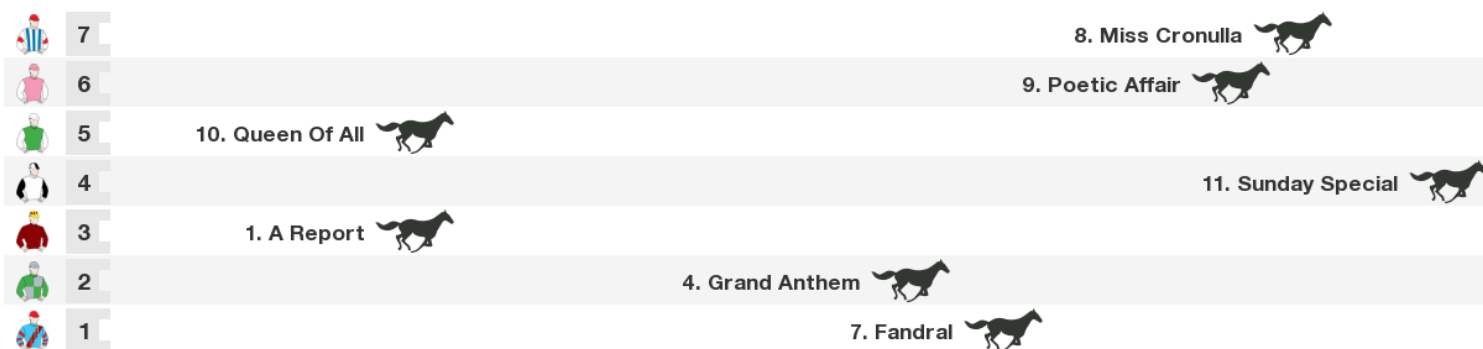 7 8. Miss Cronulla
6 9. Poetic Affair
5 10. Queen Of All
4 11. Sunday Special
3 1. A Report
2 4. Grand Anthem
1 7. Fandral